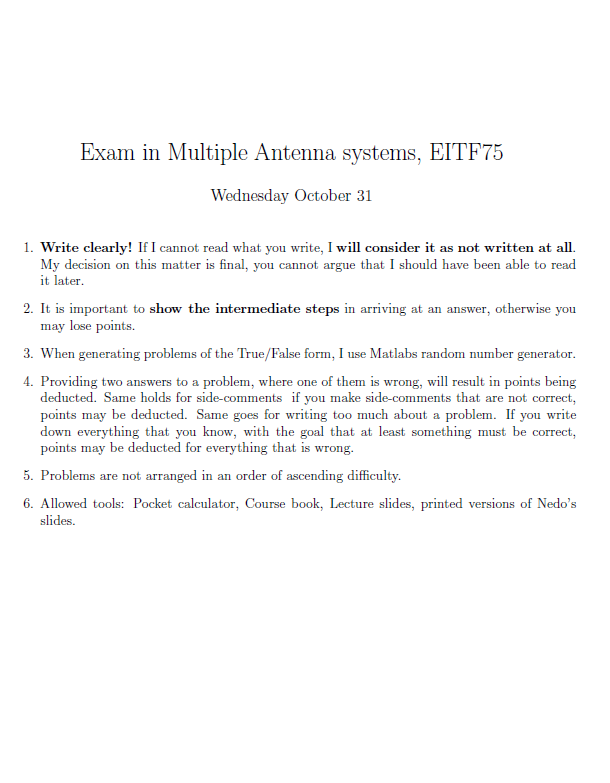 Exam in Multiple Antenna systems, EITF75
Wednesday October 31
1. Write clearly! If I cannot read what you write, I will consider it as not written at all.
My decision on this matter is final, you cannot argue that I should have been able to read
it later.
2. It is important to show the intermediate steps in arriving at an answer, otherwise you
may lose points.
3. When generating problems of the True/False form, I use Matlabs random number generator.
4. Providing two answers to a problem, where one of them is wrong, will result in points being
deducted. Same holds for side-comments if you make side-comments that are not correct,
points may be deducted. Same goes for writing too much about a problem. If you write
down everything that you know, with the goal that at least something must be correct,
points may be deducted for everything that is wrong.
5. Problems are not arranged in an order of ascending difficulty.
6. Allowed tools: Pocket calculator, Course book, Lecture slides, printed versions of Nedo's
slides.